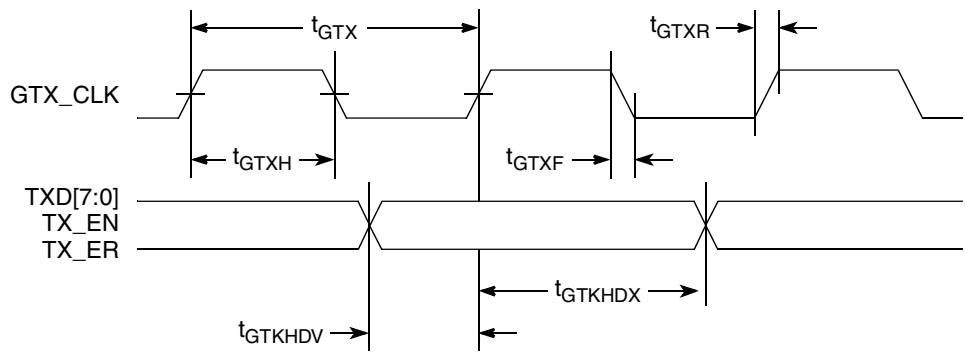 tGTX
tGTXR
GTX_CLK
tGTXH
tGTXF
TXD[7:0]
TX_EN
TX_ER
tGTKHDX
tGTKHDV